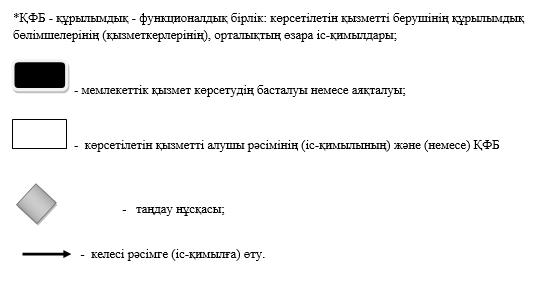 *ҚФБ - құрылымдық - функционалдық бірлік: көрсетілетін қызметті берушінің құрылымдық
бөлімшелерінің (қызметкерлерінің), орталықтың өзара іс-қимылдары;
- мемлекеттік қызмет көрсетудің басталуы немесе аяқталуы;
- көрсетілетін қызметті алушы рәсімінің (іс-қимылының) және (немесе) ҚФБ
- таңдау нұсқасы;
- келесі рәсімге (іс-қимылға) өту.